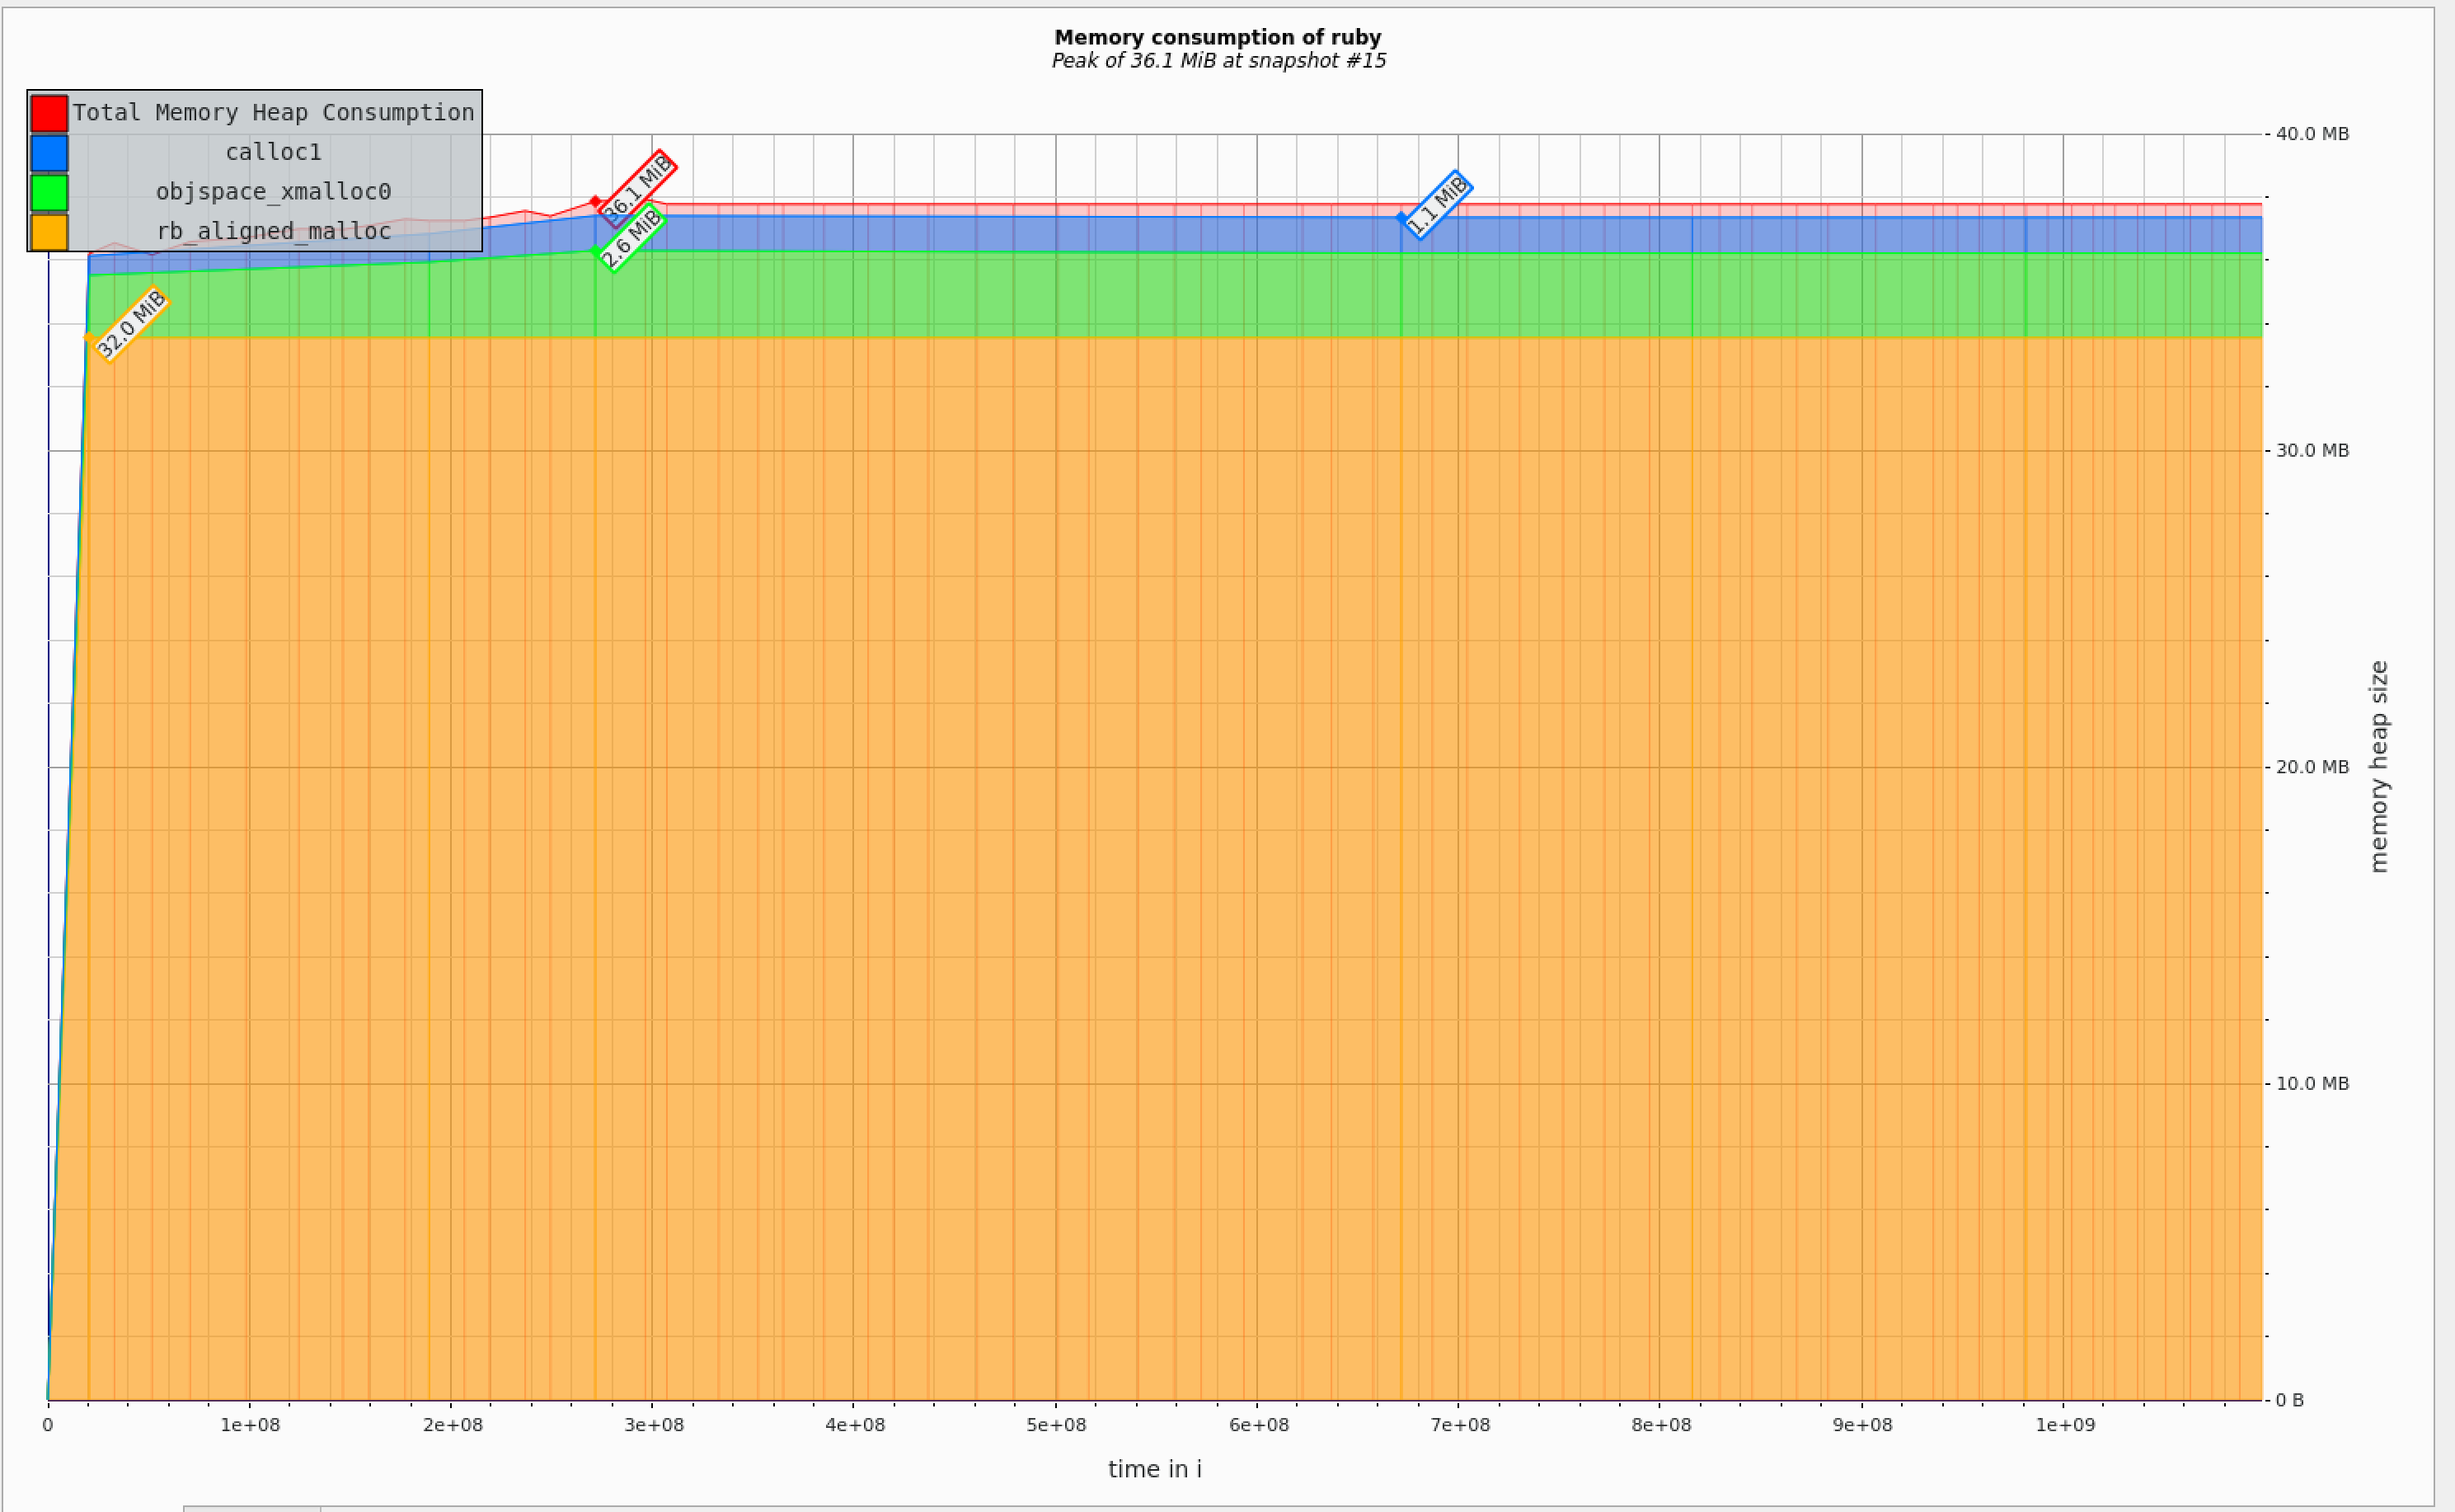 Memory consumption of ruby
Peak of 36.1 MiB at snapshot #15
Total Memory Heap Consumption
calloc1
objspace_xmalloc0
rb_aligned_malloc
36.1 MiB
2.6 MiB
1.1 MiB
32.0 MiB
40.0 MB
30.0 MB
20.0 MB
10.0 MB
0 B
memory heap size
0 1e+08 2e+08 3e+08 4e+08 5e+08 6e+08 7e+08 8e+08 9e+08 1e+09
time in i